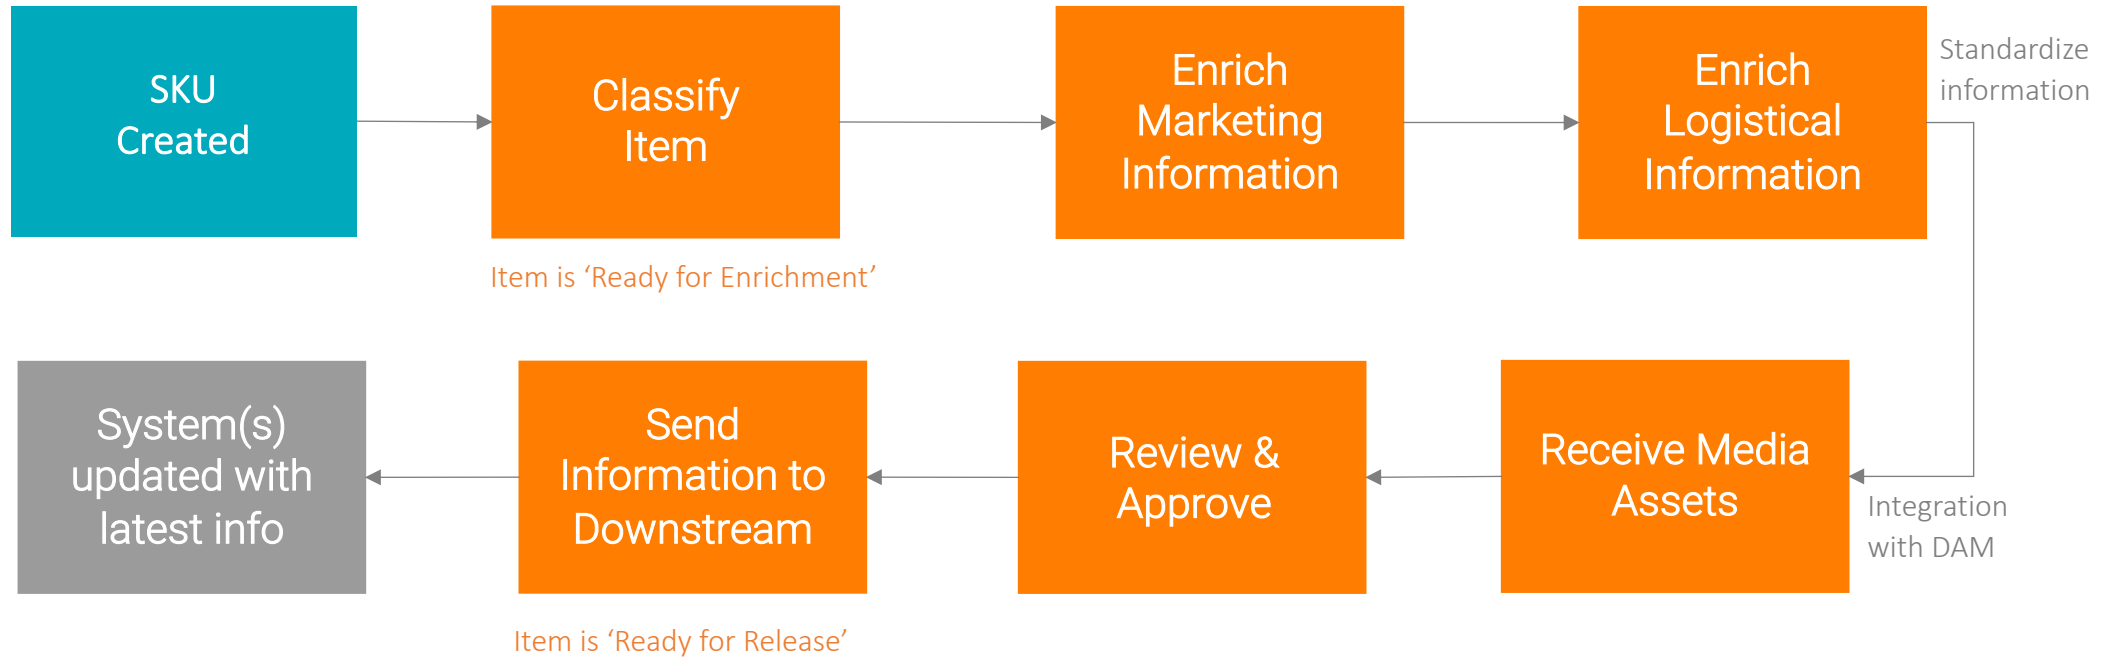 SKU
Created
Classify
Item
Enrich
Marketing
Information
Enrich
Logistical
Information
Standardize
information
Item is ‘Ready for Enrichment’
System(s)
updated with
latest info
Send
Information to
Downstream
Review &
Approve
Receive Media
Assets
Integration
with DAM
Item is ‘Ready for Release’